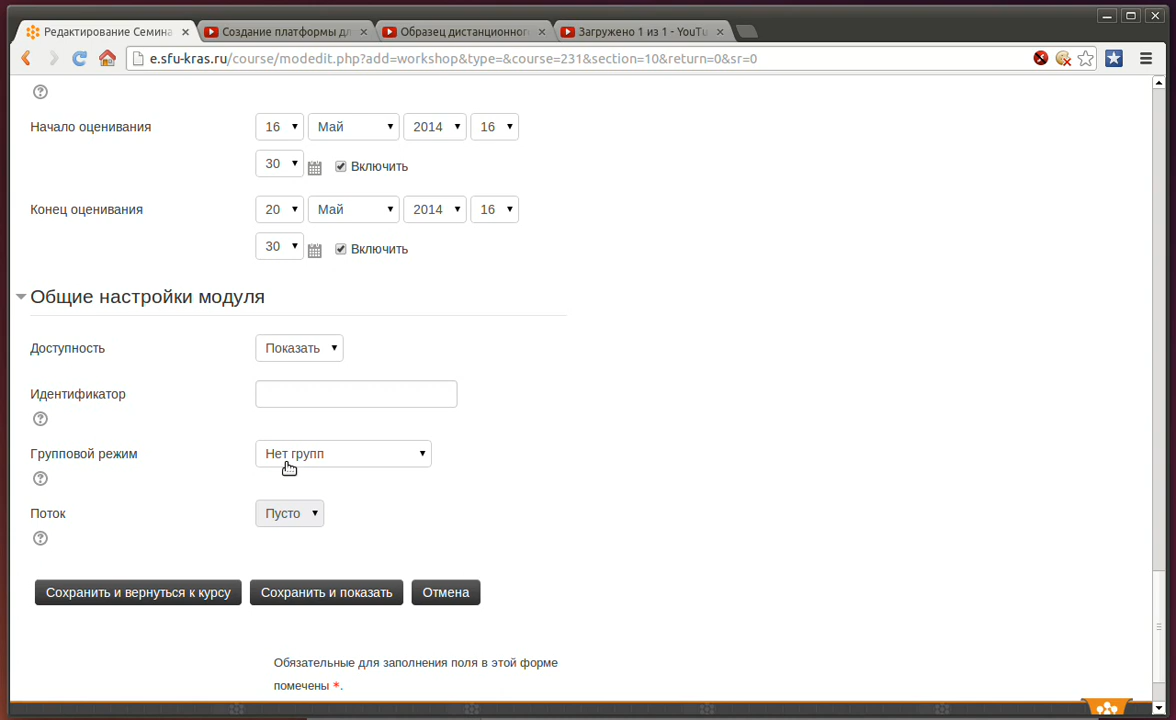 Редактирование Семина
Создание платформы дл
Образец дистанционног
Загружено 1 из 1 - YouTu
e.sfu-kras.ru/course/modedit.php?add=workshop&type=&course=231&section=10&return=0&sr=0
Начало оценивания 16 Май 2014 16
30 Включить
Конец оценивания 20 Май 2014 16
30 Включить
Общие настройки модуля
Доступность Показать
Идентификатор
Групповой режим Нет групп
Поток Пусто
Сохранить и вернуться к курсу Сохранить и показать Отмена
Обязательные для заполнения поля в этой форме
помечены *.